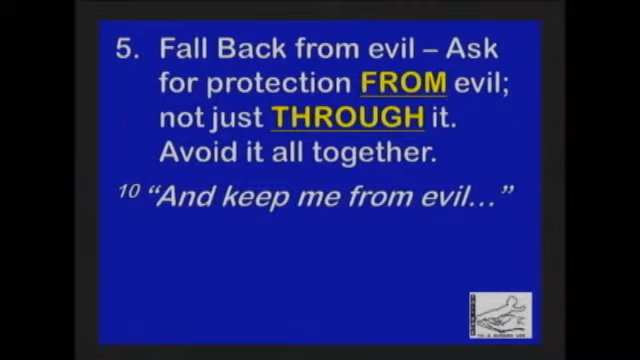 5. Fall Back from evil – Ask
for protection FROM evil;
not just THROUGH it.
Avoid it all together.
10 “And keep me from evil…”